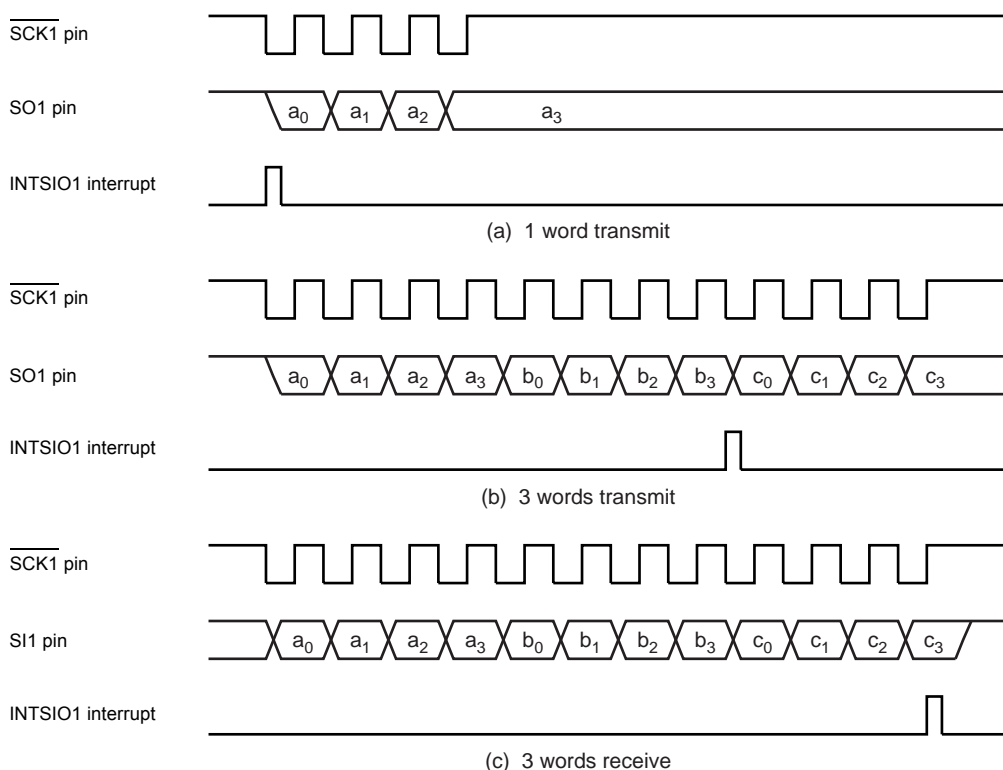 SCK1 pin
SO1 pin a0 a1 a2 a3
INTSIO1 interrupt
(a) 1 word transmit
SCK1 pin
SO1 pin a0 a1 a2 a3 b0 b1 b2 b3 c0 c1 c2 c3
INTSIO1 interrupt
(b) 3 words transmit
SCK1 pin
SI1 pin a0 a1 a2 a3 b0 b1 b2 b3 c0 c1 c2 c3
INTSIO1 interrupt
(c) 3 words receive